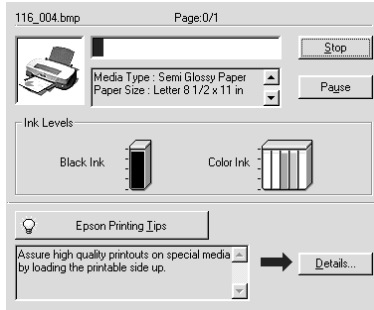 116_004.bmp Page:0/1
Stop
Media Type : Semi Glossy Paper
Paper Size : Letter 8 1/2 x 11 in
Pause
Ink Levels
Black Ink Color Ink
Epson Printing Tips
Assure high quality printouts on special media
by loading the printable side up.
Details...